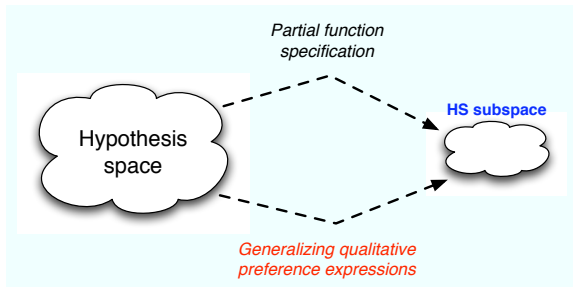 Partial function
specification
HS subspace
Hypothesis
space
Generalizing qualitative
preference expressions